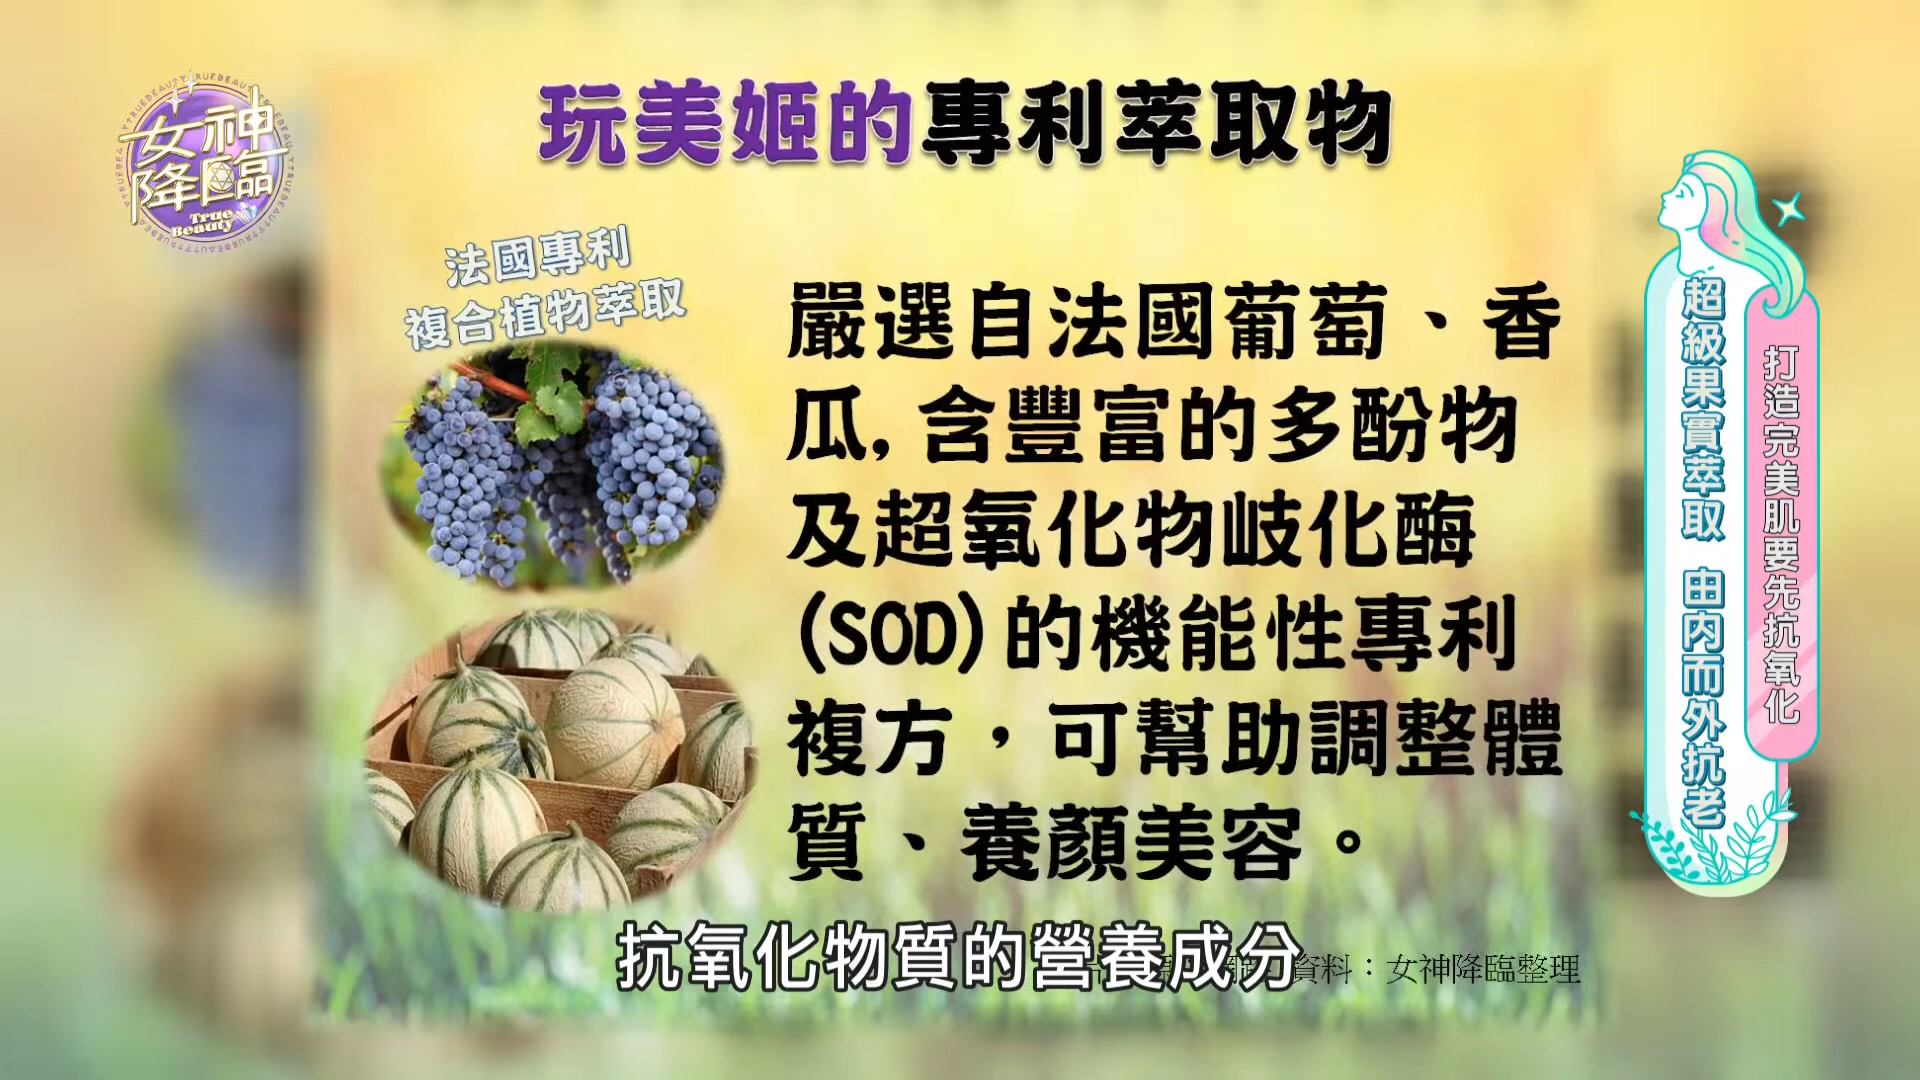 玩美姬的專利萃取物
女神
降臨
True
Beauty
法國專利
複合植物萃取
嚴選自法國葡萄、香
瓜,含豐富的多酚物
及超氧化物岐化酶
(SOD)的機能性專利
複方，可幫助調整體
質、養顏美容。
打造完美肌要先抗氧化
超級果實萃取 由內而外抗老
抗氧化物質的營養成分
資料：女神降臨整理